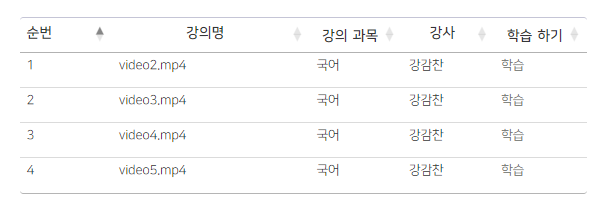 순번 강의명 강의 과목 강사 학습 하기
1 video2.mp4 국어 강감찬 학습
2 video3.mp4 국어 강감찬 학습
3 video4.mp4 국어 강감찬 학습
4 video5.mp4 국어 강감찬 학습